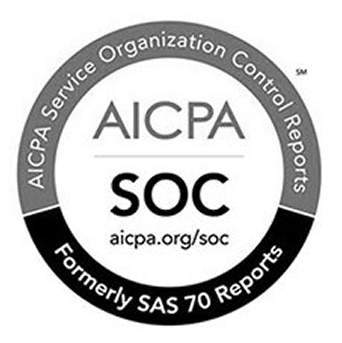 AICPA Service Organization Control Reports
SM
AICPA
SOC
aicpa.org/soc
Formerly SAS 70 Reports